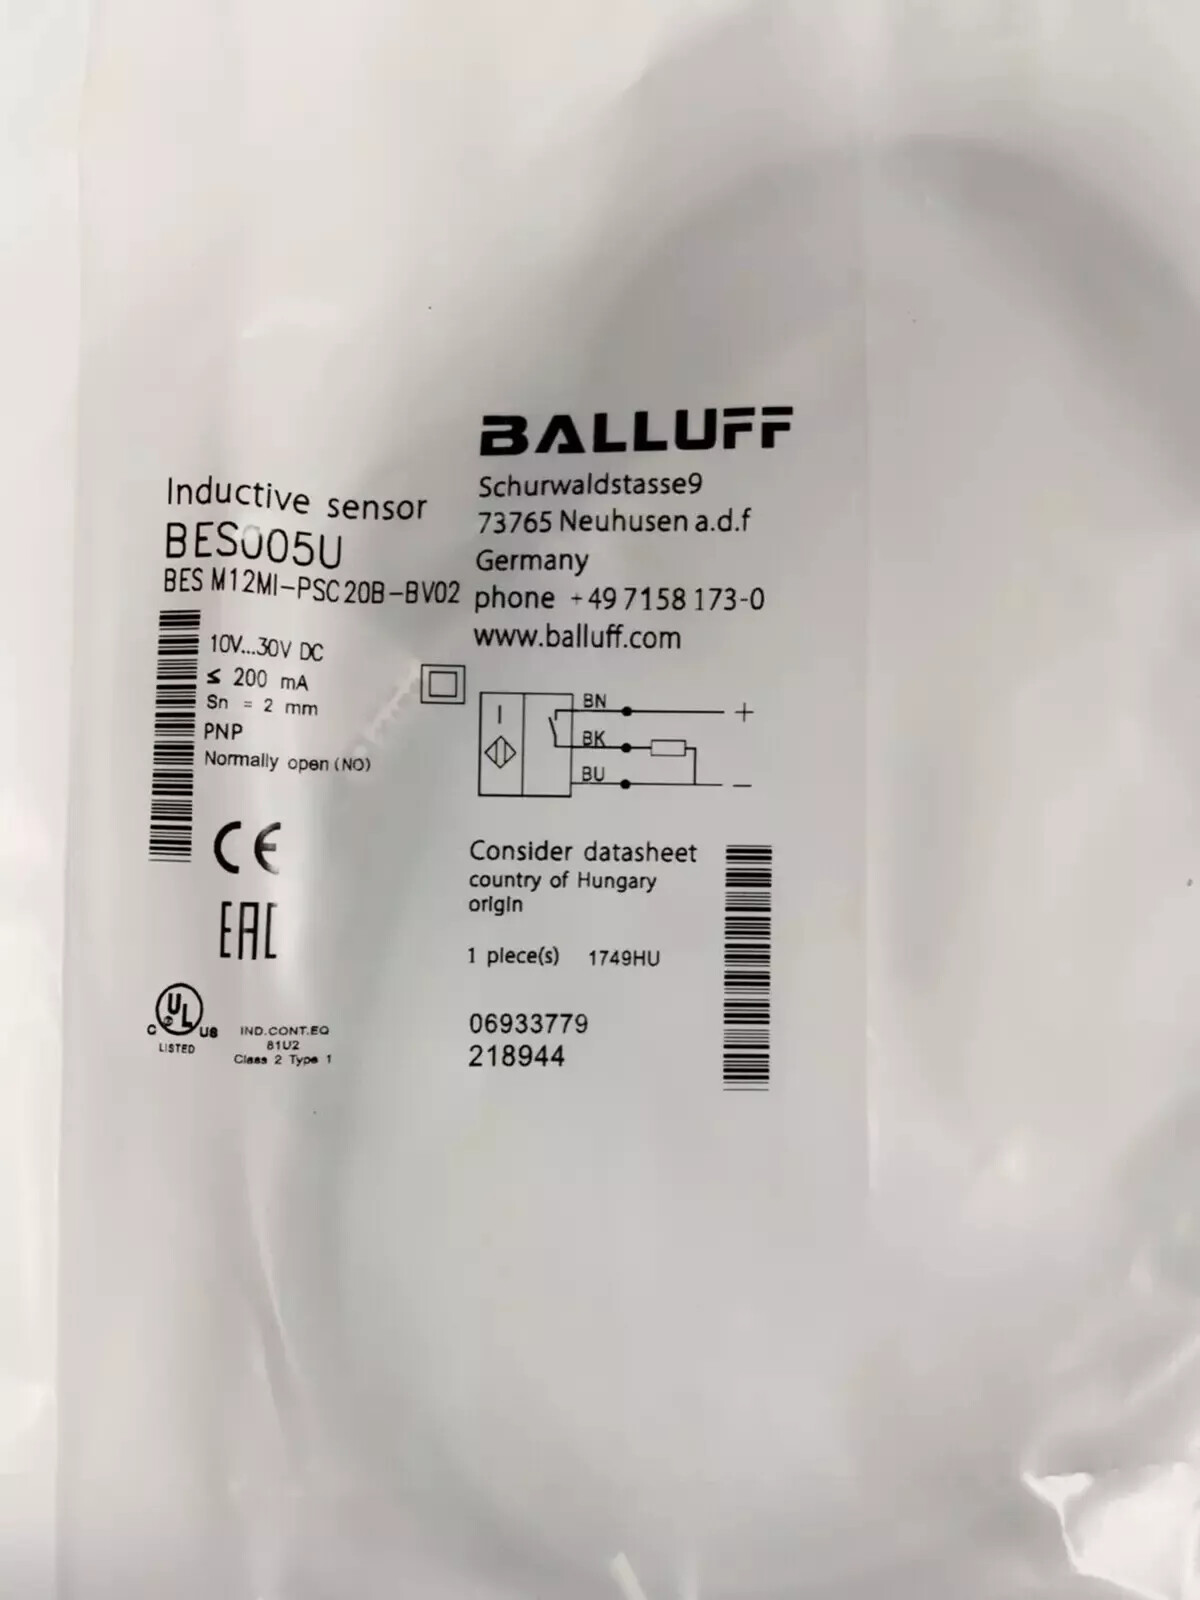 BALLUFF
Schurwaldstasse9
73765 Neuhusen a.d.f
Germany
phone +49 7158 173-0
www.balluff.com
Inductive sensor
BES005U
BES M12MI-PSC20B-BV02
10V...30V DC
≤ 200 mA
Sn = 2 mm
PNP
Normally open (NO)
BN
+
BK
BU
-
CE
EAC
C UL US
LISTED
IND.CONT.EQ
81U2
Class 2 Type 1
Consider datasheet
country of Hungary
origin
1 piece(s) 1749HU
06933779
218944